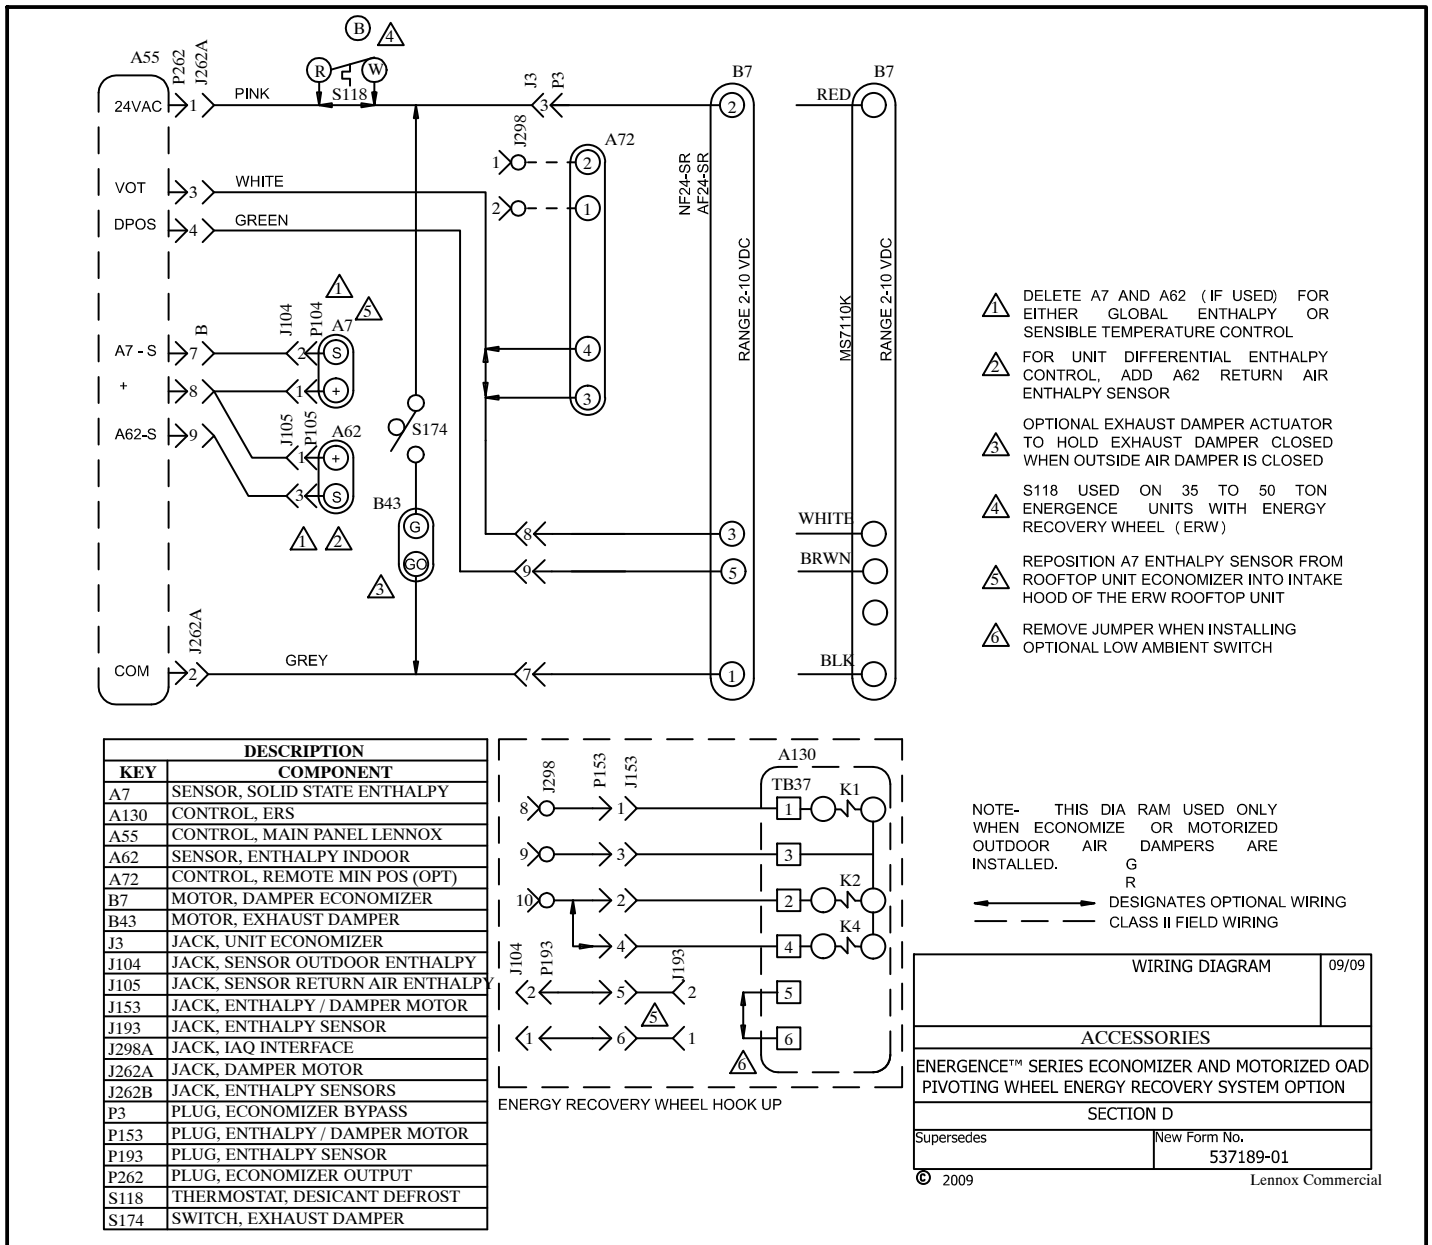 B
4
A55
P262
J262A
R
W
S118
24VAC
1
PINK
J3
P3
3
B7
2
B7
RED
J298
A72
1
2
2
1
NF24-SR
AF24-SR
VOT
3
WHITE
DPOS
4
GREEN
RANGE 2-10 VDC
MS7110K
RANGE 2-10 VDC
1
5
J104
P104
A7
B
A7 - S
7
2
S
4
+
8
1
+
3
J105
P105
A62
S174
A62-S
9
1
+
3
S
1
2
B43
G
GO
3
8
3
WHITE
9
5
BRWN
J262A
COM
2
GREY
7
1
BLK
1
DELETE A7 AND A62 ( IF USED) FOR
EITHER GLOBAL ENTHALPY OR
SENSIBLE TEMPERATURE CONTROL
2
FOR UNIT DIFFERENTIAL ENTHALPY
CONTROL, ADD A62 RETURN AIR
ENTHALPY SENSOR
3
OPTIONAL EXHAUST DAMPER ACTUATOR
TO HOLD EXHAUST DAMPER CLOSED
WHEN OUTSIDE AIR DAMPER IS CLOSED
4
S118 USED ON 35 TO 50 TON
ENERGENCE UNITS WITH ENERGY
RECOVERY WHEEL ( ERW )
5
REPOSITION A7 ENTHALPY SENSOR FROM
ROOFTOP UNIT ECONOMIZER INTO INTAKE
HOOD OF THE ERW ROOFTOP UNIT
6
REMOVE JUMPER WHEN INSTALLING
OPTIONAL LOW AMBIENT SWITCH
DESCRIPTION
KEY COMPONENT
A7 SENSOR, SOLID STATE ENTHALPY
A130 CONTROL, ERS
A55 CONTROL, MAIN PANEL LENNOX
A62 SENSOR, ENTHALPY INDOOR
A72 CONTROL, REMOTE MIN POS (OPT)
B7 MOTOR, DAMPER ECONOMIZER
B43 MOTOR, EXHAUST DAMPER
J3 JACK, UNIT ECONOMIZER
J104 JACK, SENSOR OUTDOOR ENTHALPY
J105 JACK, SENSOR RETURN AIR ENTHALPY
J153 JACK, ENTHALPY / DAMPER MOTOR
J193 JACK, ENTHALPY SENSOR
J298A JACK, IAQ INTERFACE
J262A JACK, DAMPER MOTOR
J262B JACK, ENTHALPY SENSORS
P3 PLUG, ECONOMIZER BYPASS
P153 PLUG, ENTHALPY / DAMPER MOTOR
P193 PLUG, ENTHALPY SENSOR
P262 PLUG, ECONOMIZER OUTPUT
S118 THERMOSTAT, DESICANT DEFROST
S174 SWITCH, EXHAUST DAMPER
J298
P153
J153
A130
TB37
8
1
1
K1
9
3
3
10
2
2
K2
4
4
K4
J104
P193
J193
2
5
2
5
5
1
6
1
6
6
ENERGY RECOVERY WHEEL HOOK UP
NOTE- THIS DIA RAM USED ONLY
WHEN ECONOMIZE OR MOTORIZED
OUTDOOR AIR DAMPERS ARE
INSTALLED. G
R
DESIGNATES OPTIONAL WIRING
CLASS II FIELD WIRING
WIRING DIAGRAM 09/09
ACCESSORIES
ENERGENCE™ SERIES ECONOMIZER AND MOTORIZED OAD
PIVOTING WHEEL ENERGY RECOVERY SYSTEM OPTION
SECTION D
Supersedes
New Form No.
537189-01
© 2009
Lennox Commercial